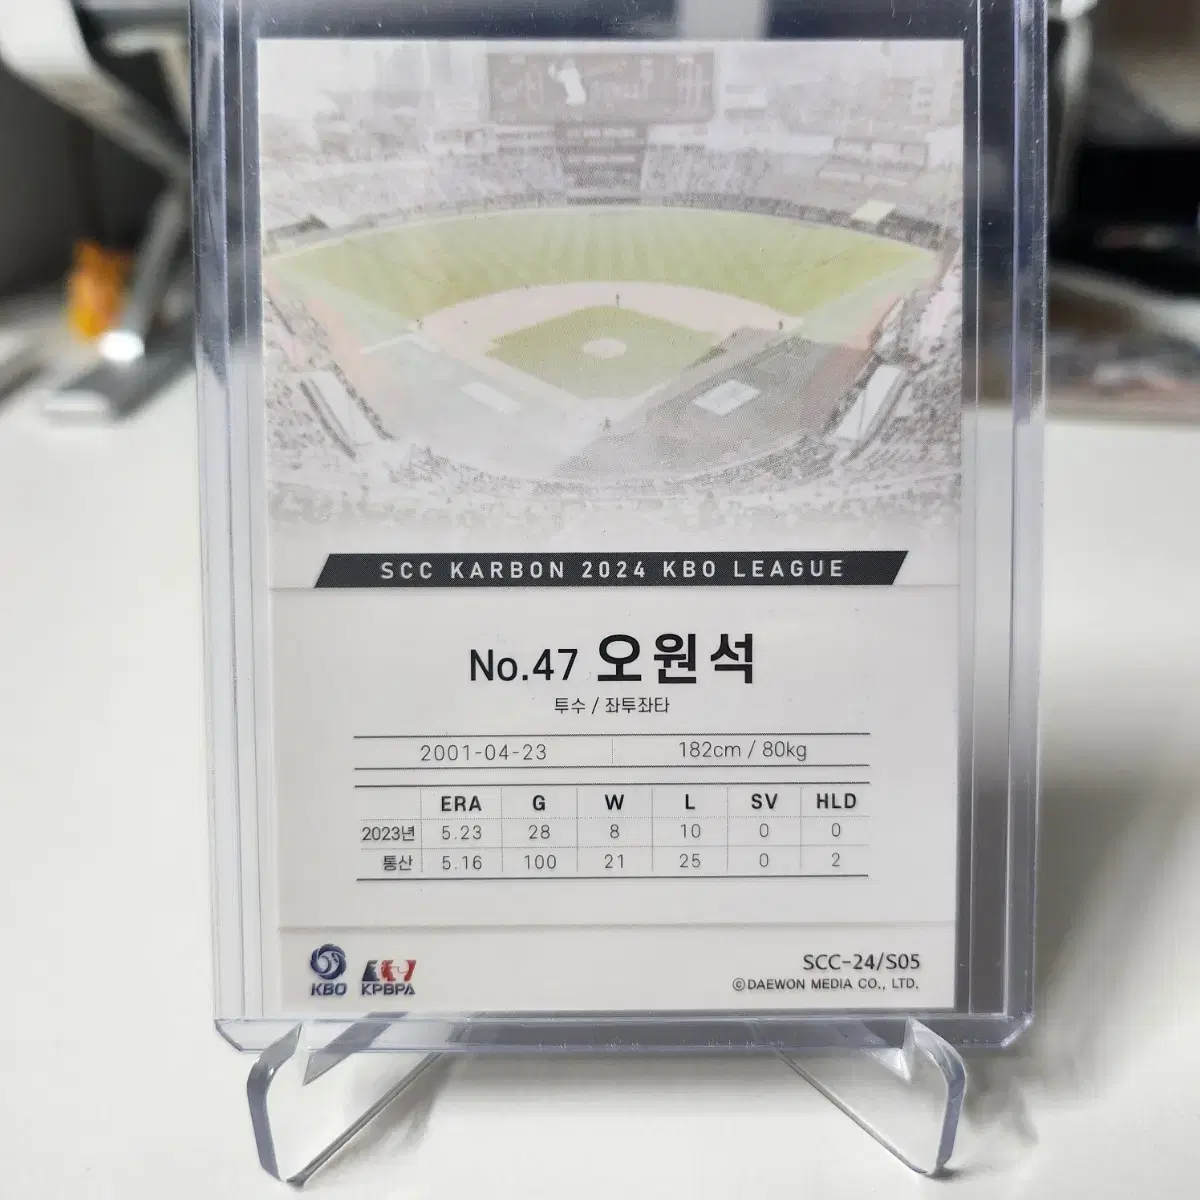 SCC KARBON 2024 KBO LEAGUE
No.47 오원석
투수 / 좌투좌타
2001-04-23 182cm / 80kg
ERA G W L SV HLD
2023년 5.23 28 8 10 0 0
통산 5.16 100 21 25 0 2
KBO KPBPA
SCC-24/S05
©DAEWON MEDIA CO., LTD.